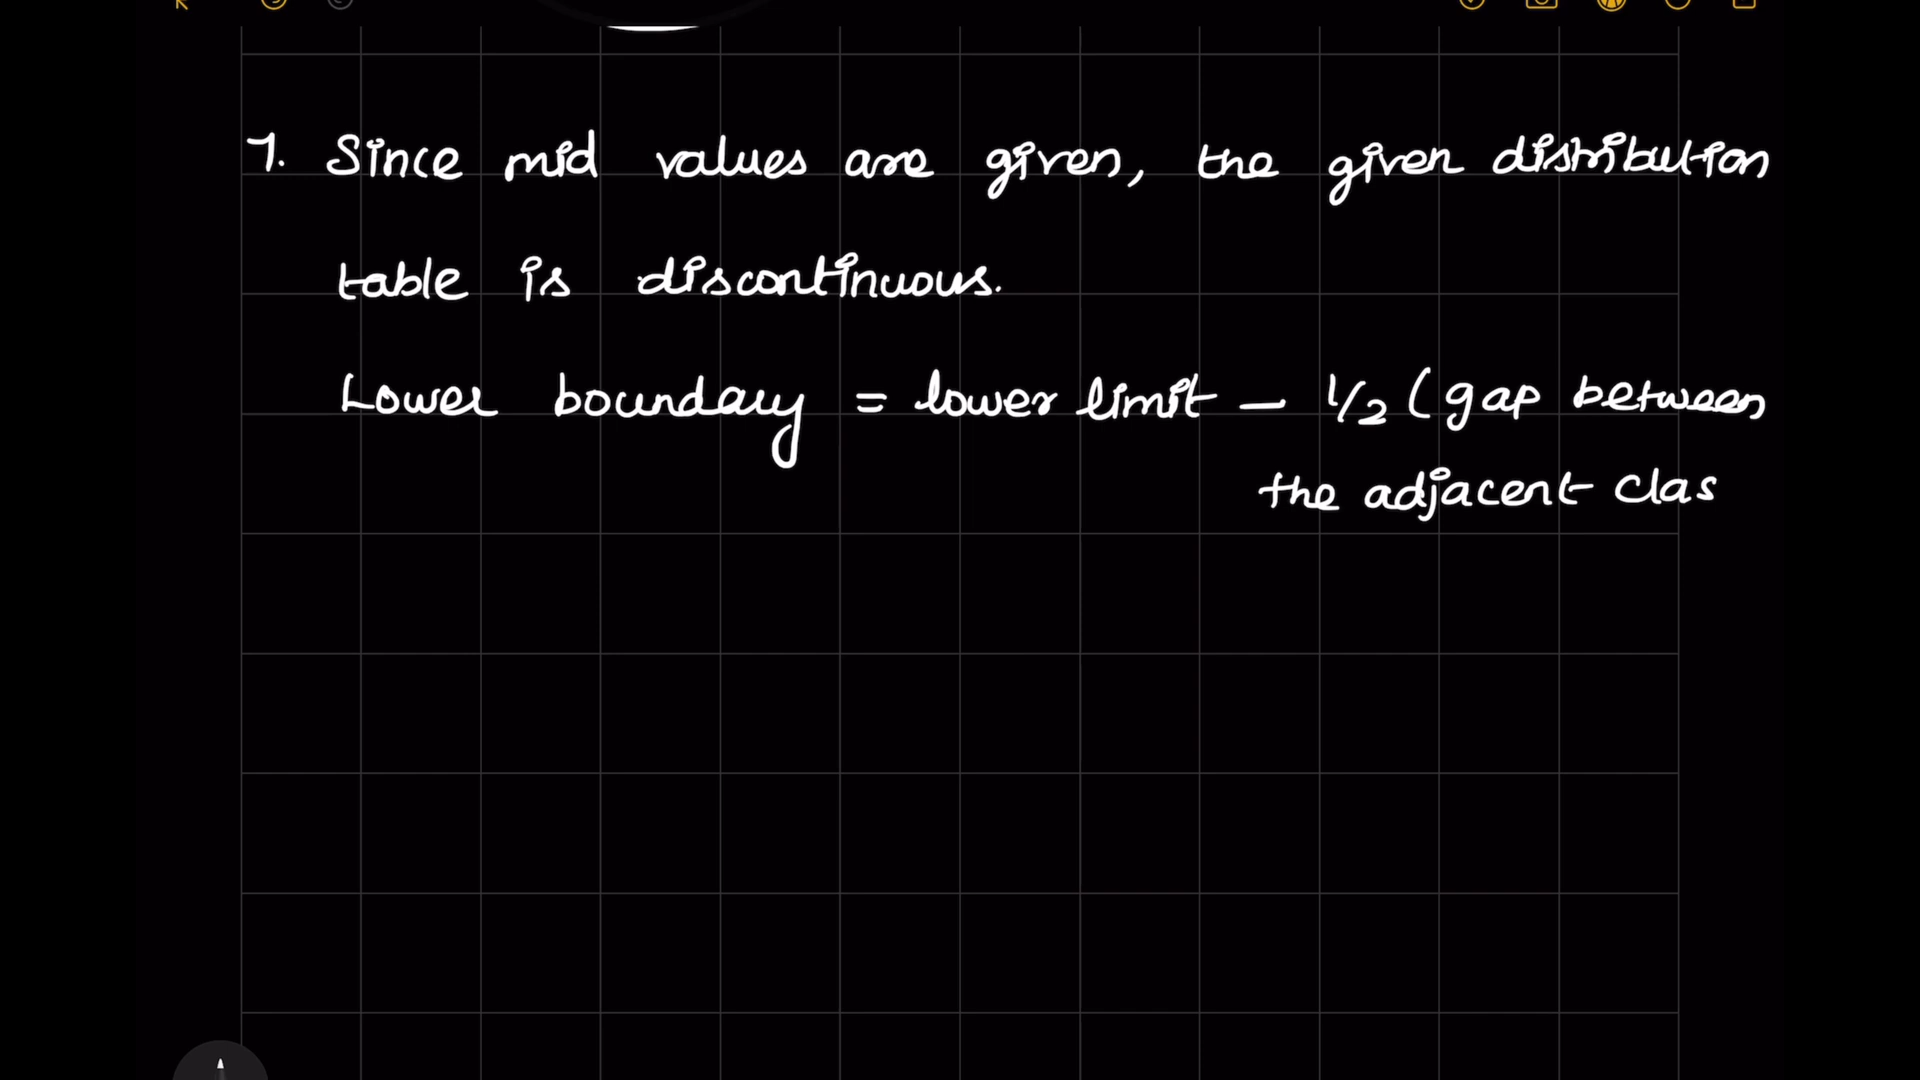 7. Since mid values are given, the given distribution
table is discontinuous.
Lower boundary = lower limit - 1/2 (gap between
the adjacent clas